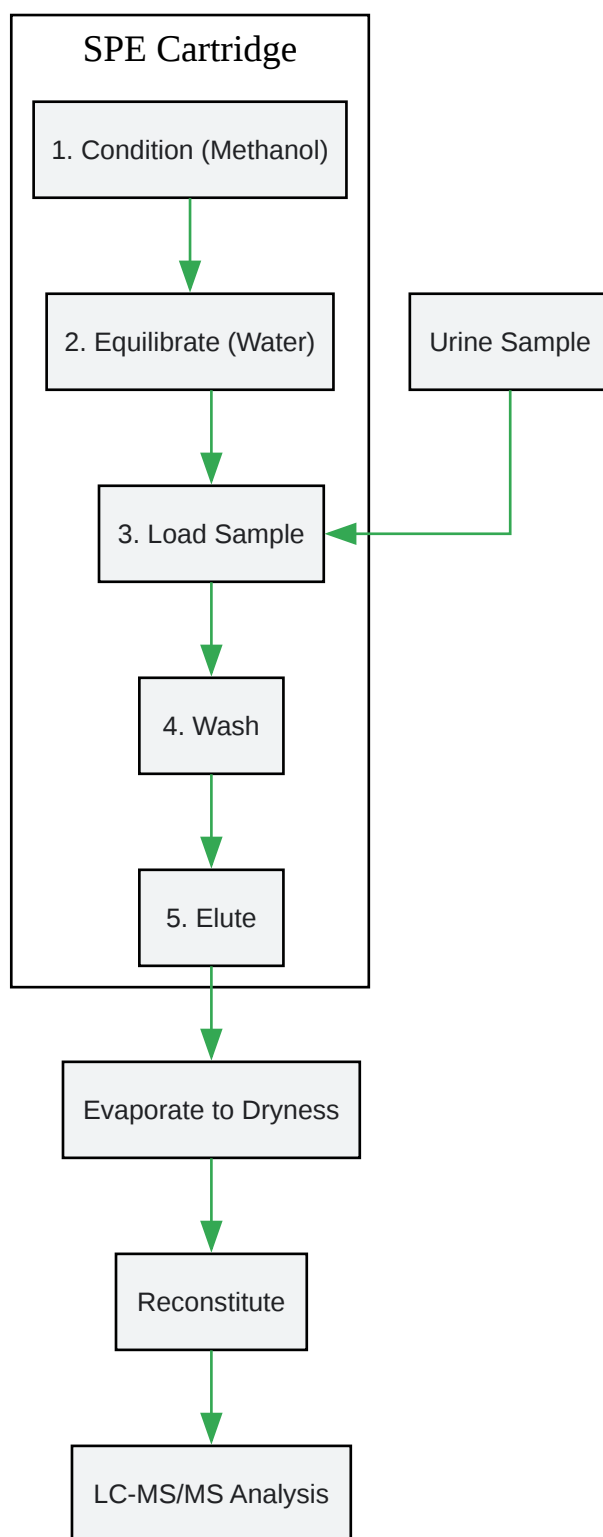 SPE Cartridge
1. Condition (Methanol)
2. Equilibrate (Water)
Urine Sample
3. Load Sample
4. Wash
5. Elute
Evaporate to Dryness
Reconstitute
LC-MS/MS Analysis